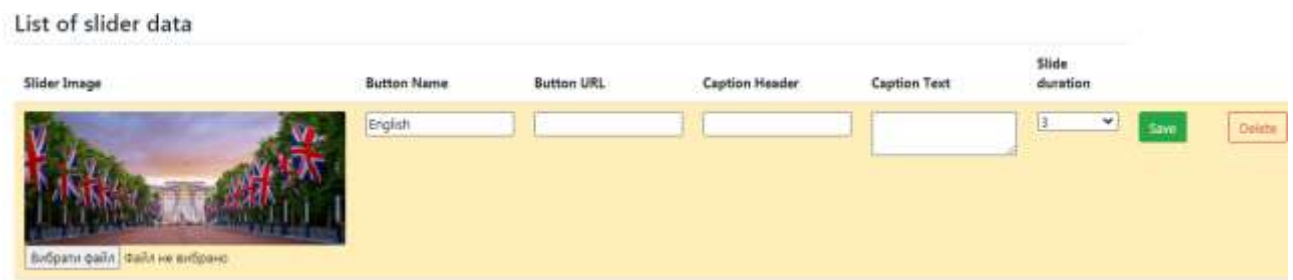 List of slider data
Slider Image Button Name Button URL Caption Header Caption Text Slide duration
English 3 Save Delete
Вибрати файл Файл не вибрано